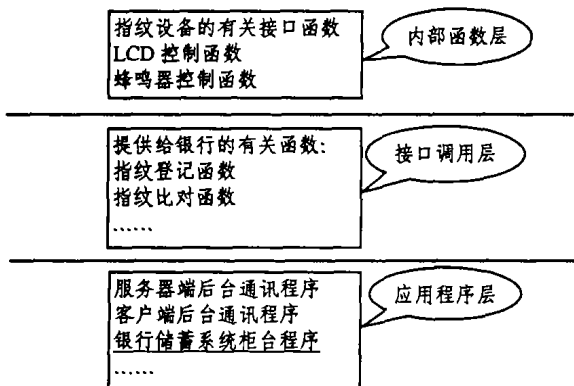 指纹设备的有关接口函数
LCD 控制函数
蜂鸣器控制函数
内部函数层
提供给银行的有关函数:
指纹登记函数
指纹比对函数
......
接口调用层
服务器端后台通讯程序
客户端后台通讯程序
银行储蓄系统柜台程序
......
应用程序层